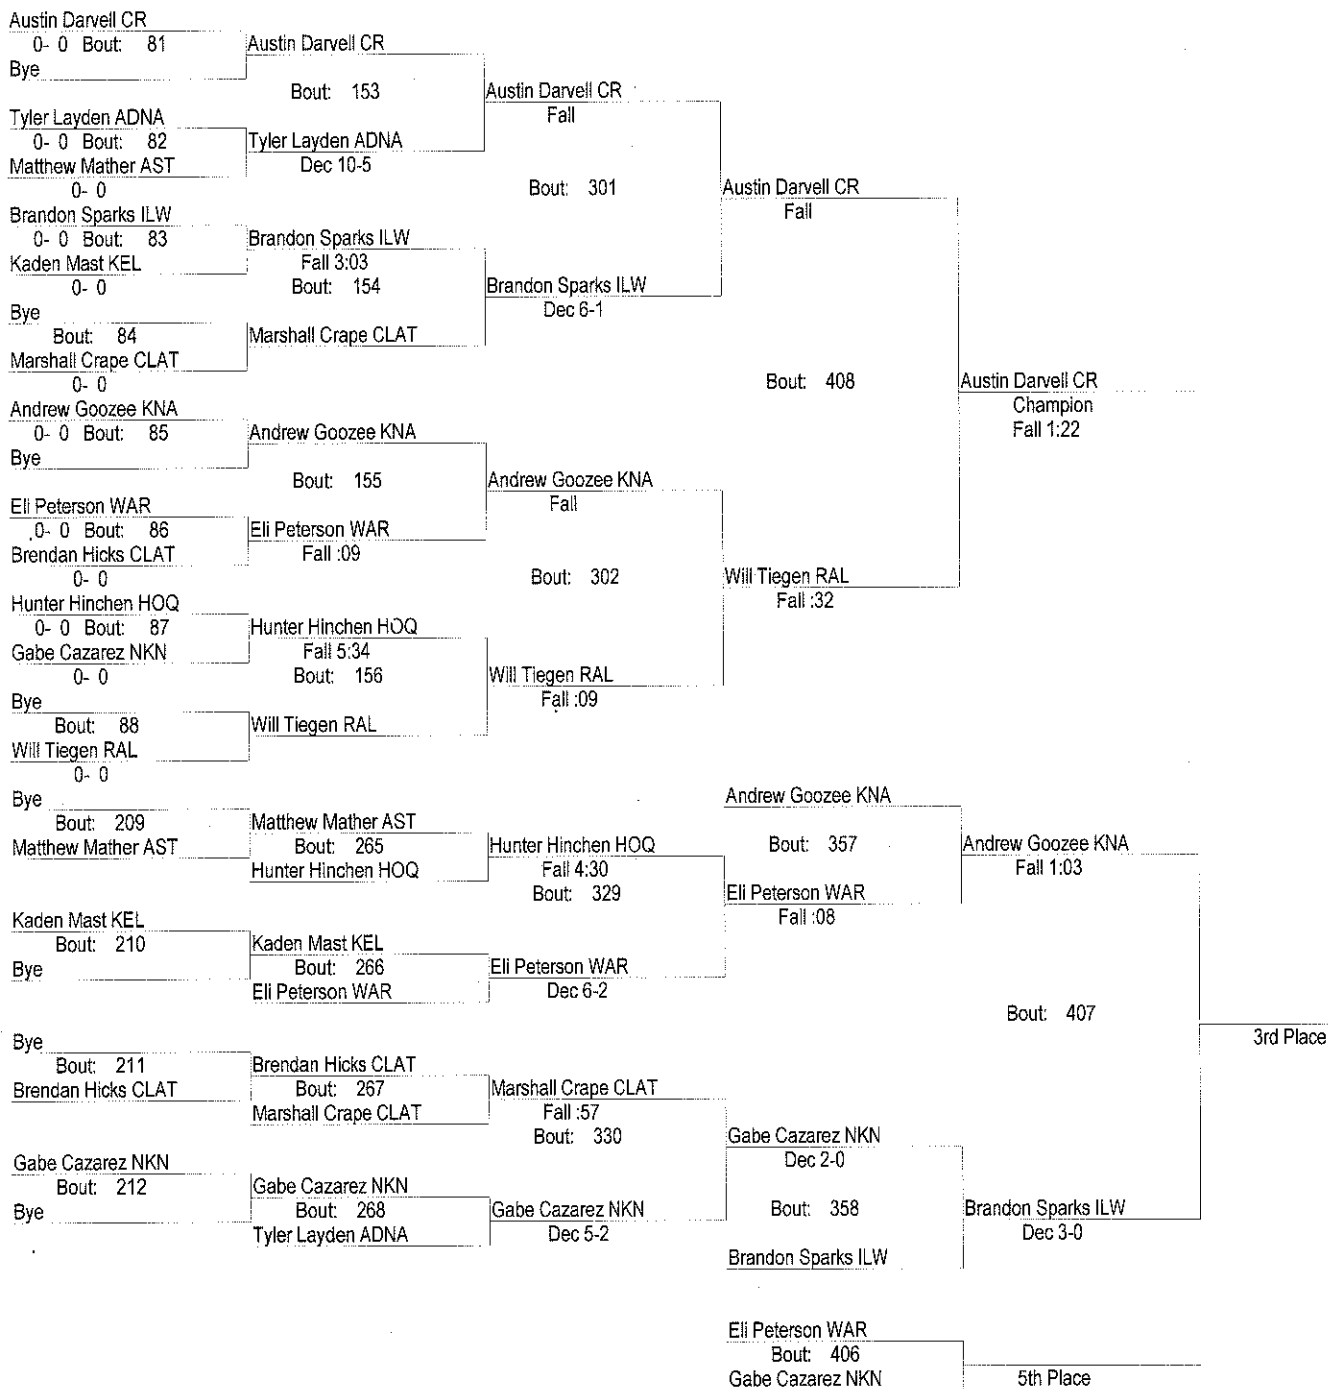 Austin Darvell CR
0- 0 Bout: 81
Bye
Austin Darvell CR
Bout: 153
Tyler Layden ADNA
0- 0 Bout: 82
Matthew Mather AST
0- 0
Tyler Layden ADNA
Dec 10-5
Austin Darvell CR
Fall
Bout: 301
Brandon Sparks ILW
0- 0 Bout: 83
Kaden Mast KEL
0- 0
Brandon Sparks ILW
Fall 3:03
Bout: 154
Bye
Bout: 84
Marshall Crape CLAT
0- 0
Marshall Crape CLAT
Brandon Sparks ILW
Dec 6-1
Austin Darvell CR
Fall
Bout: 408
Austin Darvell CR
Champion
Fall 1:22
Andrew Goozee KNA
0- 0 Bout: 85
Bye
Andrew Goozee KNA
Bout: 155
Eli Peterson WAR
0- 0 Bout: 86
Brendan Hicks CLAT
0- 0
Eli Peterson WAR
Fall :09
Andrew Goozee KNA
Fall
Bout: 302
Hunter Hinchen HOQ
0- 0 Bout: 87
Gabe Cazarez NKN
0- 0
Hunter Hinchen HOQ
Fall 5:34
Bout: 156
Bye
Bout: 88
Will Tiegen RAL
0- 0
Will Tiegen RAL
Will Tiegen RAL
Fall :09
Will Tiegen RAL
Fall :32
Bye
Bout: 209
Matthew Mather AST
Matthew Mather AST
Bout: 265
Hunter Hinchen HOQ
Hunter Hinchen HOQ
Fall 4:30
Bout: 329
Kaden Mast KEL
Bout: 210
Bye
Kaden Mast KEL
Bout: 266
Eli Peterson WAR
Eli Peterson WAR
Dec 6-2
Andrew Goozee KNA
Bout: 357
Eli Peterson WAR
Fall :08
Andrew Goozee KNA
Fall 1:03
Bout: 407
3rd Place
Bye
Bout: 211
Brendan Hicks CLAT
Brendan Hicks CLAT
Bout: 267
Marshall Crape CLAT
Marshall Crape CLAT
Fall :57
Bout: 330
Gabe Cazarez NKN
Bout: 212
Bye
Gabe Cazarez NKN
Bout: 268
Tyler Layden ADNA
Gabe Cazarez NKN
Dec 5-2
Gabe Cazarez NKN
Dec 2-0
Bout: 358
Brandon Sparks ILW
Brandon Sparks ILW
Dec 3-0
Eli Peterson WAR
Bout: 406
Gabe Cazarez NKN
5th Place